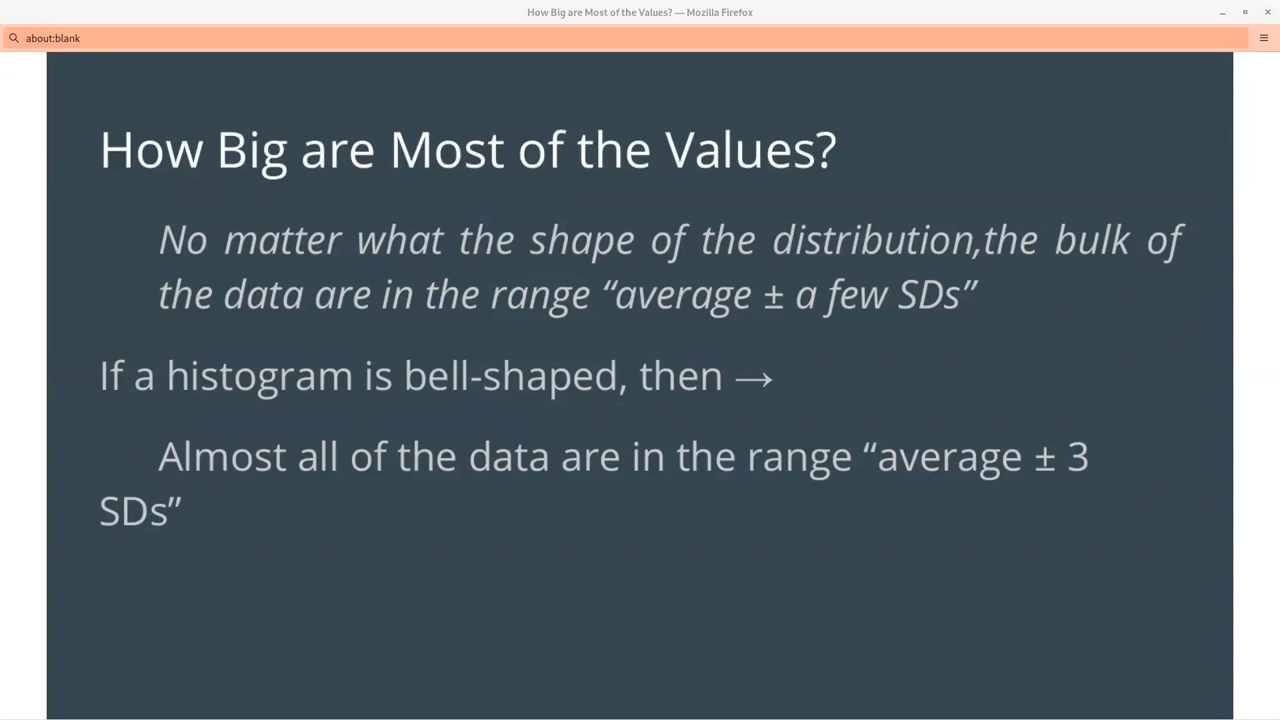 How Big are Most of the Values? — Mozilla Firefox
about:blank
How Big are Most of the Values?
No matter what the shape of the distribution,the bulk of
the data are in the range “average ± a few SDs”
If a histogram is bell-shaped, then →
Almost all of the data are in the range “average ± 3
SDs”